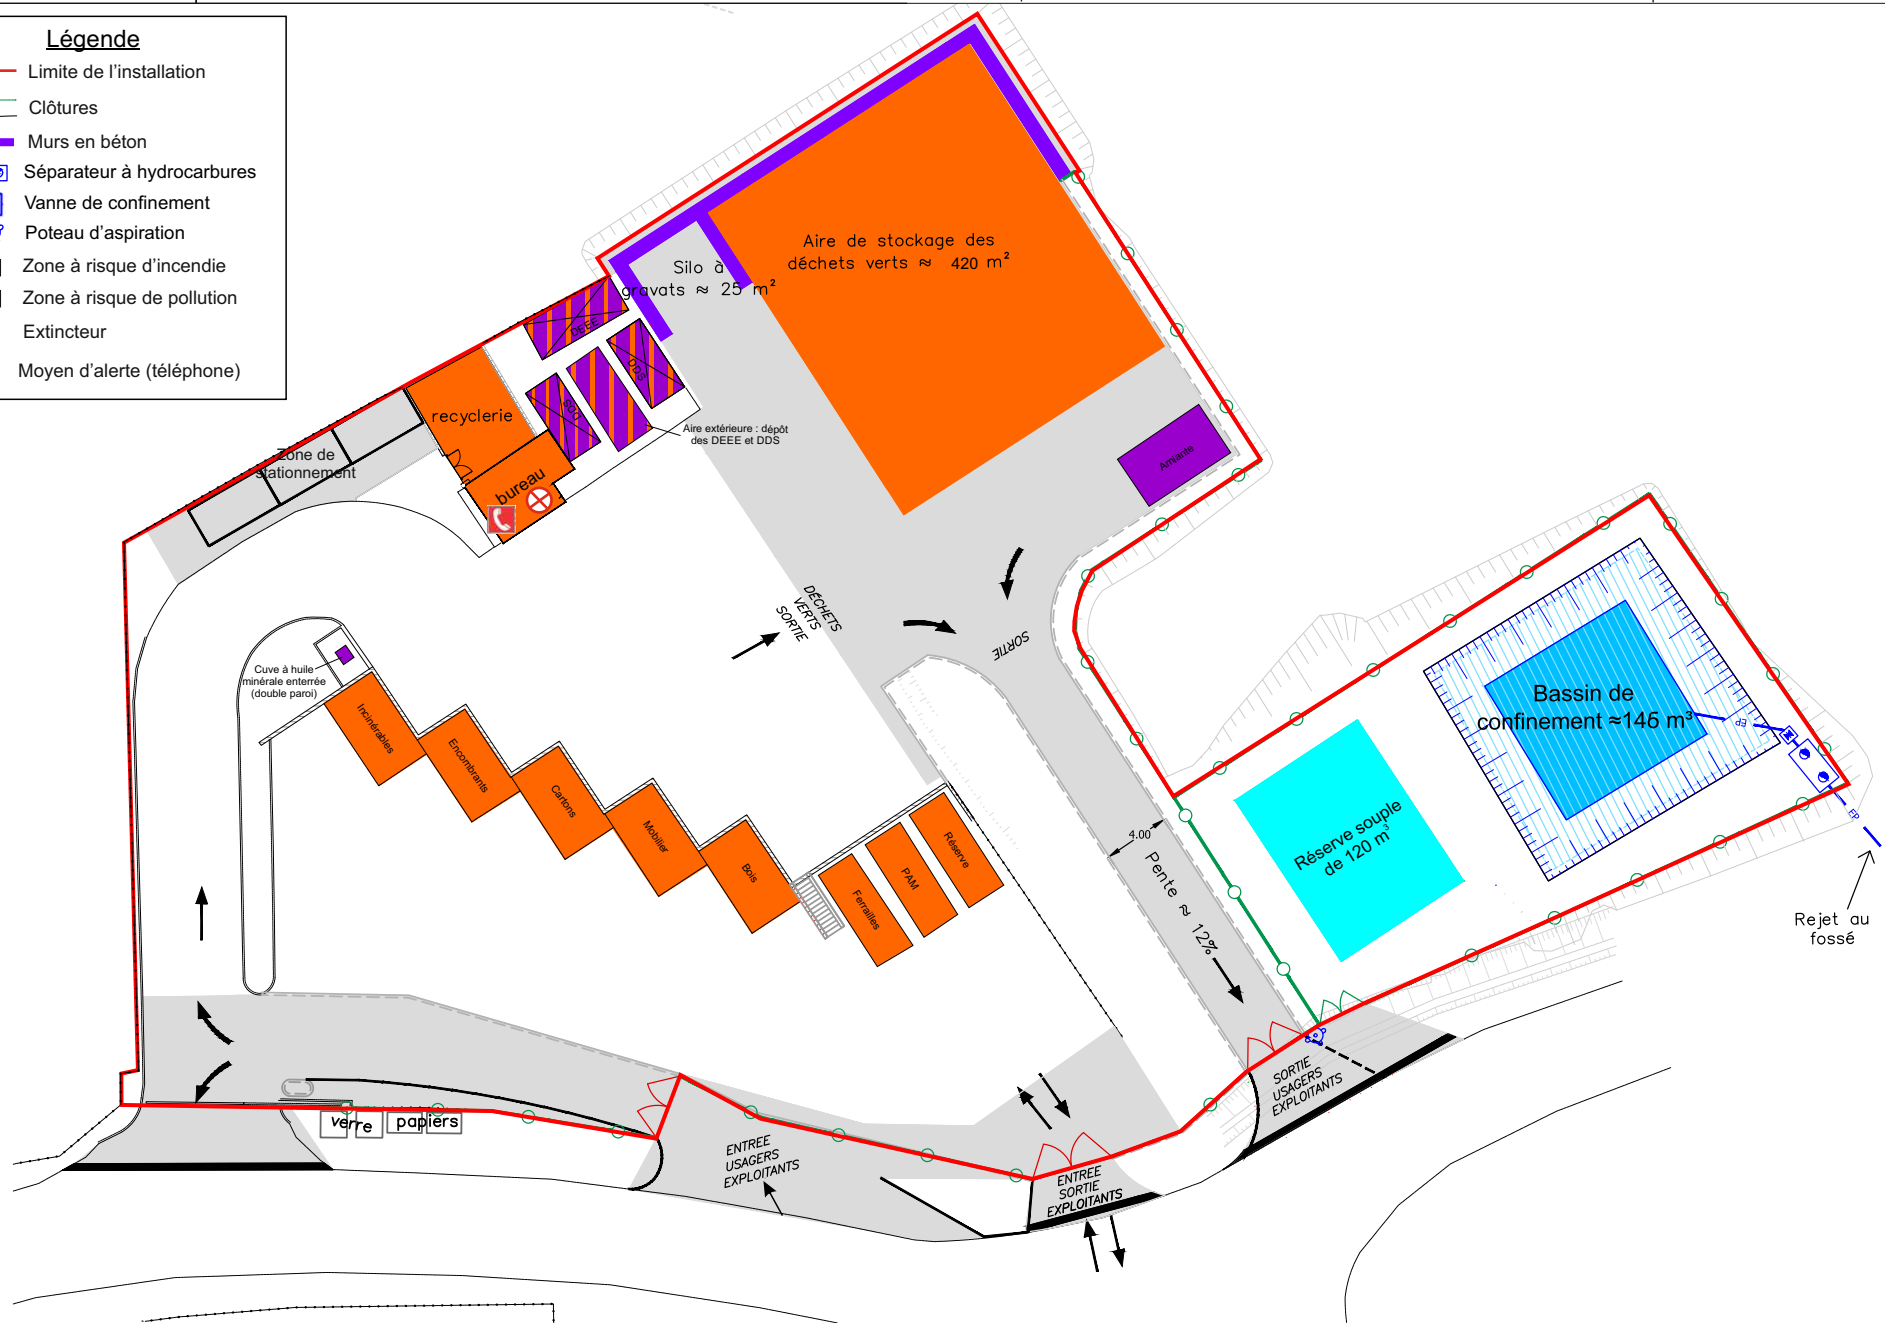 Légende
Limite de l'installation
Clôtures
Murs en béton
Séparateur à hydrocarbures
Vanne de confinement
Poteau d'aspiration
Zone à risque d'incendie
Zone à risque de pollution
Extincteur
Moyen d'alerte (téléphone)
Aire de stockage des
déchets verts ≈ 420 m²
Silo à
gravats ≈ 25 m²
DEEE
DDS
DDS
Aire extérieure : dépôt
des DEEE et DDS
recyclerie
bureau
Zone de
stationnement
Amiante
Cuve à huile
minérale enterrée
(double paroi)
Incinérables
Encombrants
Cartons
Mobilier
Bois
Ferrailles
PAM
Réserve
DÉCHETS
VERTS
SORTIE
SORTIE
4.00
Pente ≈ 12%
Réserve souple
de 120 m³
Bassin de
confinement ≈146 m³
EP
EP
Rejet au
fossé
verre
papiers
ENTREE
USAGERS
EXPLOITANTS
ENTREE
SORTIE
EXPLOITANTS
SORTIE
USAGERS
EXPLOITANTS